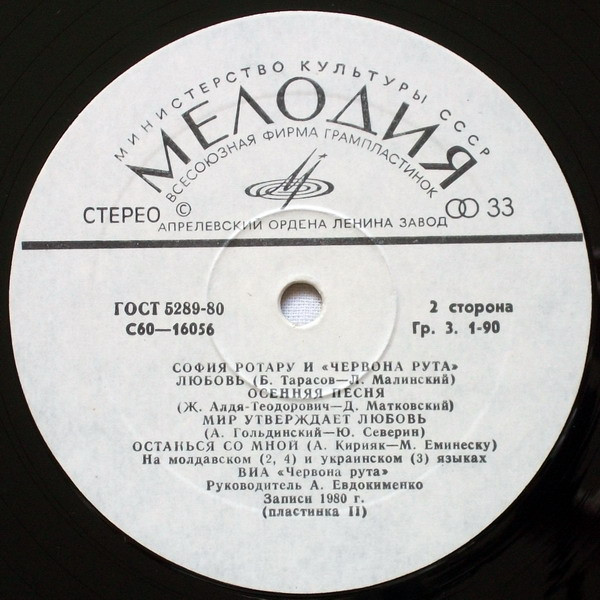 МИНИСТЕРСТВО КУЛЬТУРЫ СССР
МЕЛОДИЯ
ВСЕСОЮЗНАЯ ФИРМА ГРАМПЛАСТИНОК
СТЕРЕО © 33
АПРЕЛЕВСКИЙ ОРДЕНА ЛЕНИНА ЗАВОД
ГОСТ 5289-80 2 сторона
С60—16056 Гр. 3. 1-90
СОФИЯ РОТАРУ И «ЧЕРВОНА РУТА»
ЛЮБОВЬ (Б. Тарасов—Л. Малинский)
ОСЕННЯЯ ПЕСНЯ
(Ж. Алдя-Теодорович—Д. Матковский)
МИР УТВЕРЖДАЕТ ЛЮБОВЬ
(А. Гольдинский—Ю. Северин)
ОСТАНЬСЯ СО МНОЙ (А. Кирияк—М. Еминеску)
На молдавском (2, 4) и украинском (3) языках
ВИА «Червона рута»
Руководитель А. Евдокименко
Записи 1980 г.
(пластинка II)